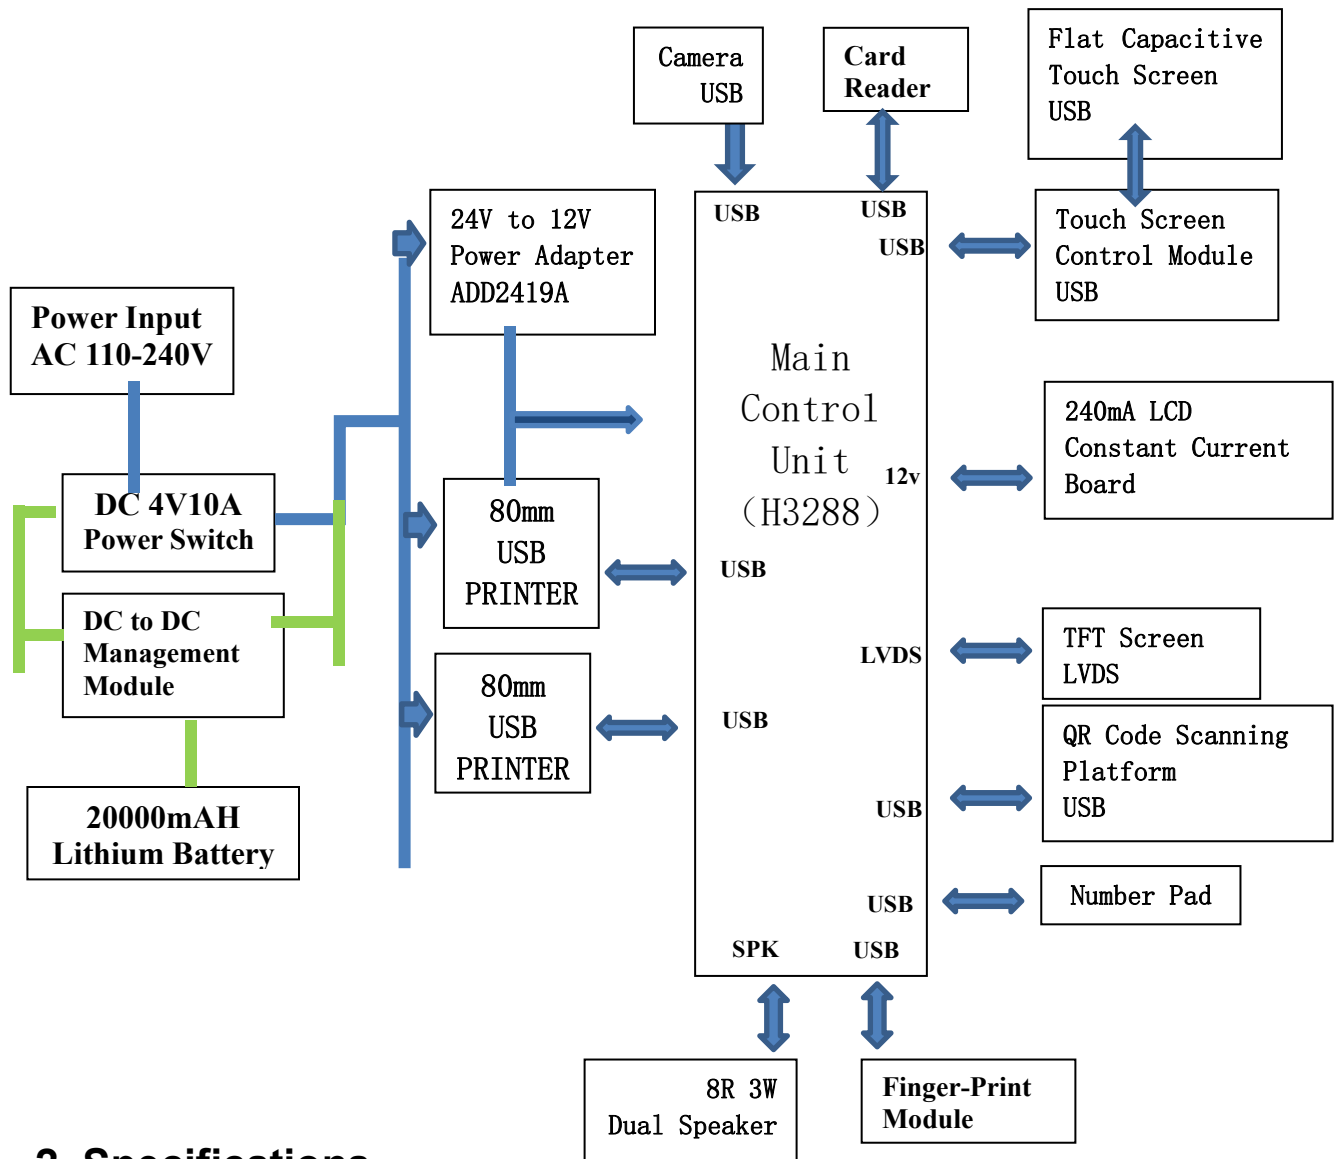 Camera
USB
Card
Reader
Flat Capacitive
Touch Screen
USB
24V to 12V
Power Adapter
ADD2419A
USB
USB
USB
Touch Screen
Control Module
USB
Power Input
AC 110-240V
Main
Control
Unit
（H3288）
12v
240mA LCD
Constant Current
Board
DC 4V10A
Power Switch
80mm
USB
PRINTER
USB
DC to DC
Management
Module
LVDS
TFT Screen
LVDS
80mm
USB
PRINTER
USB
QR Code Scanning
Platform
USB
USB
20000mAH
Lithium Battery
USB
Number Pad
SPK
USB
8R 3W
Dual Speaker
Finger-Print
Module
2. Specifications